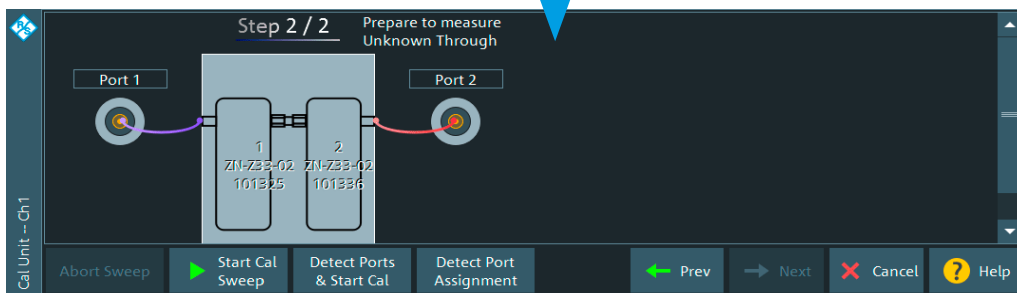 R&S
Step 2 / 2
Prepare to measure
Unknown Through
Port 1
Port 2
1
ZN-Z33-02
101325
2
ZN-Z33-02
101336
Cal Unit -- Ch1
Abort Sweep
Start Cal
Sweep
Detect Ports
& Start Cal
Detect Port
Assignment
Prev
Next
Cancel
? Help